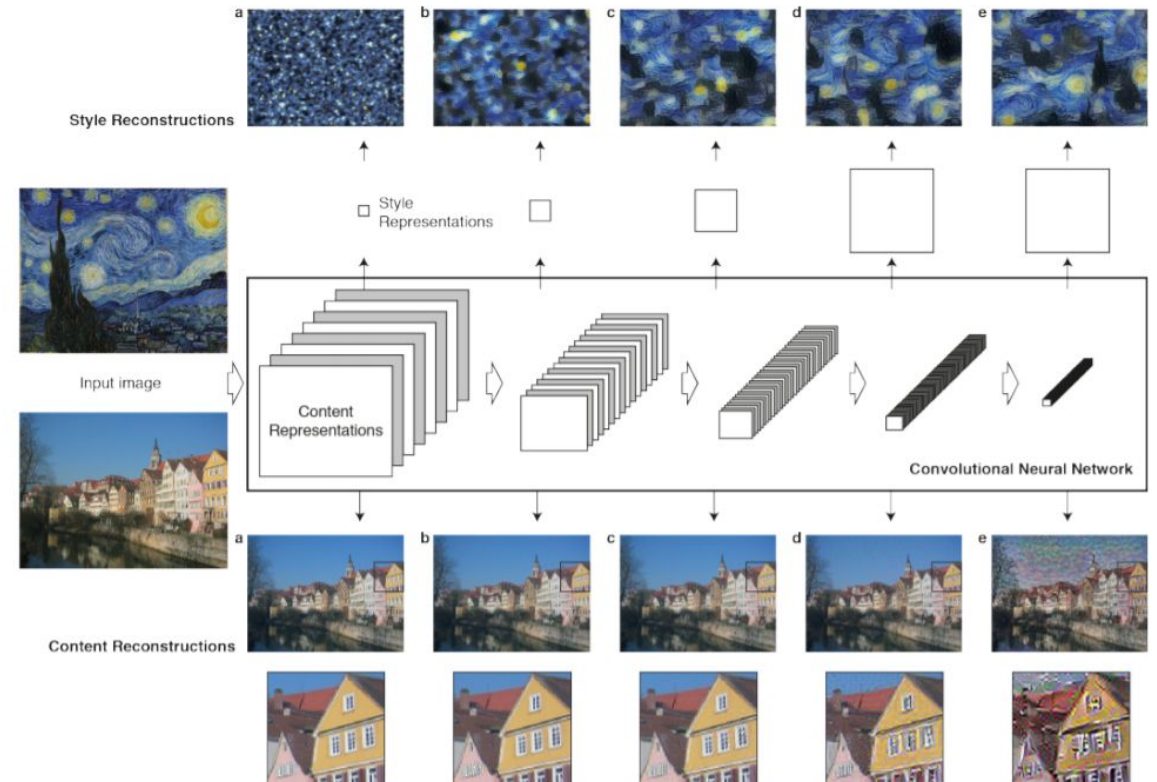 a
b
c
d
e
Style Reconstructions
Style
Representations
Input image
Content
Representations
Convolutional Neural Network
a
b
c
d
e
Content Reconstructions